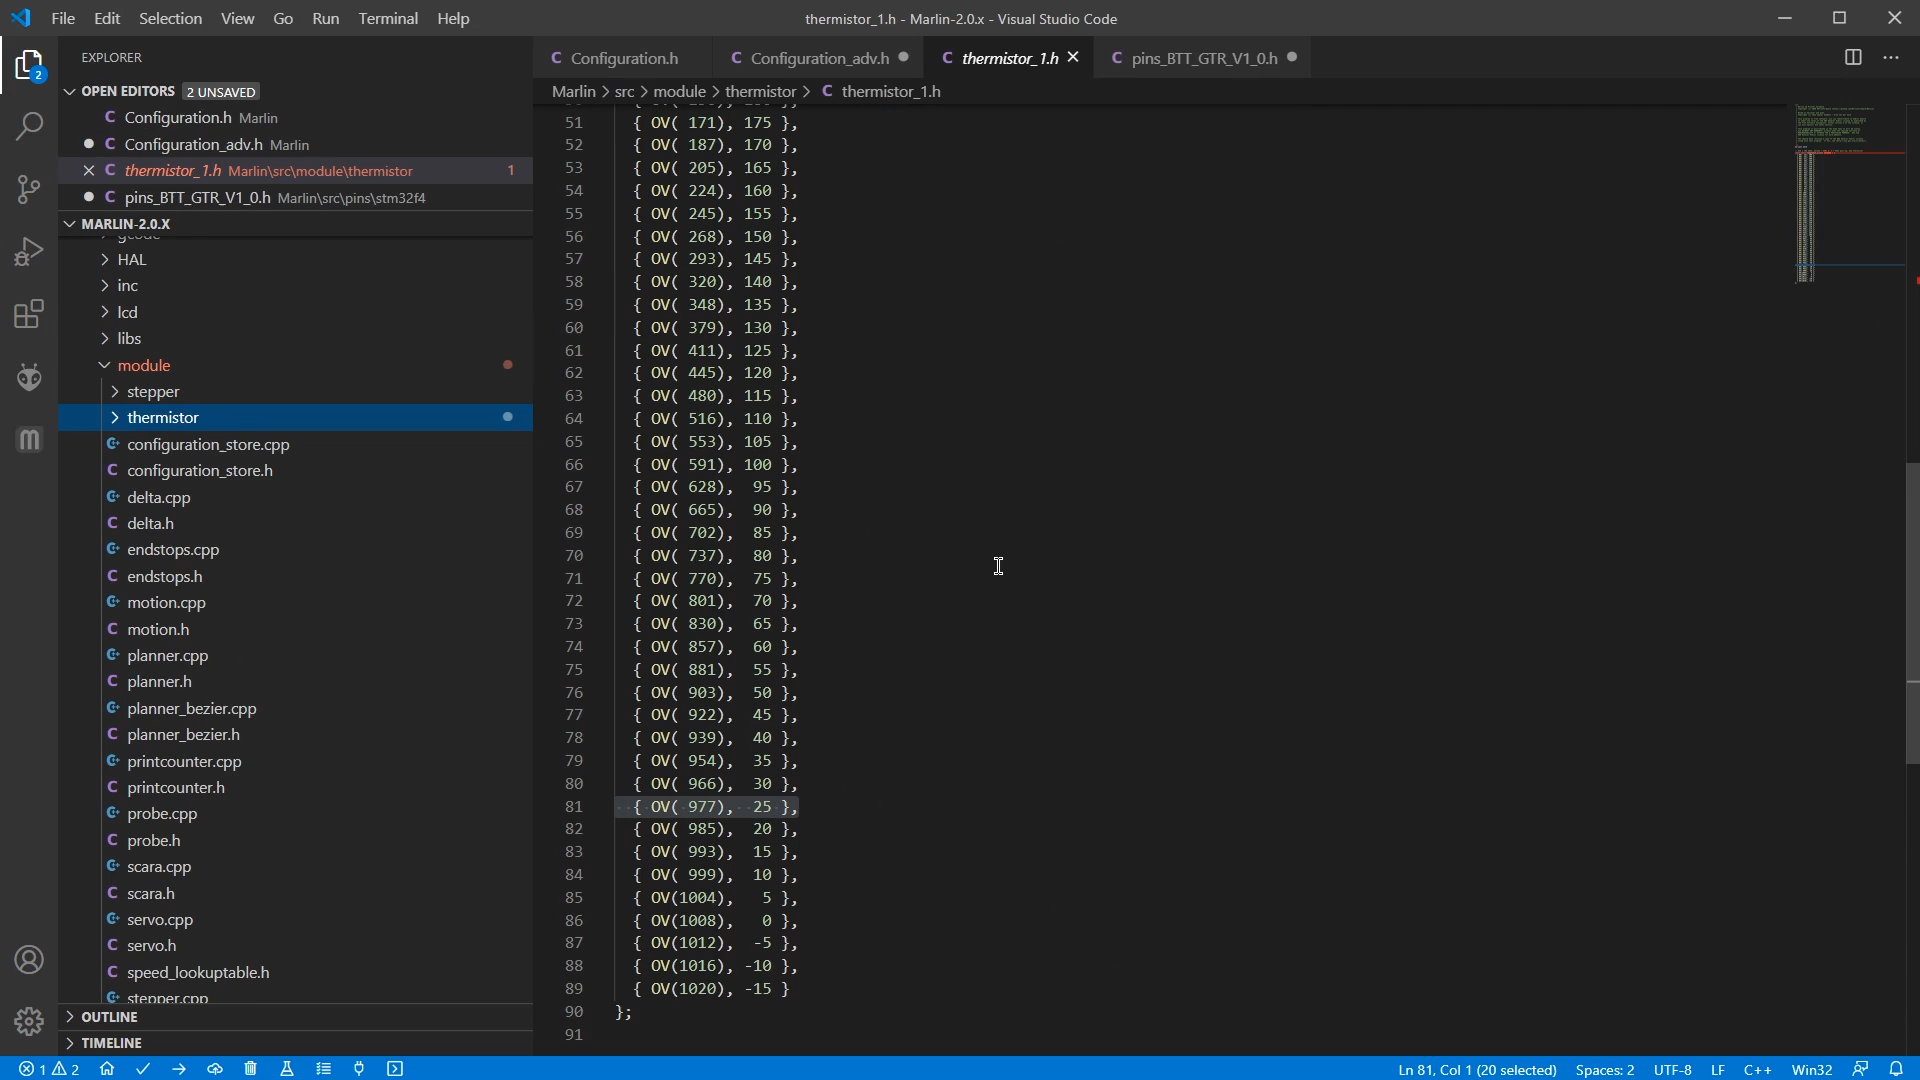 File Edit Selection View Go Run Terminal Help
thermistor_1.h - Marlin-2.0.x - Visual Studio Code
2
EXPLORER
OPEN EDITORS 2 UNSAVED
Configuration.h Marlin
Configuration_adv.h Marlin
thermistor_1.h Marlin\src\module\thermistor 1
pins_BTT_GTR_V1_0.h Marlin\src\pins\stm32f4
MARLIN-2.0.X
gcode
HAL
inc
lcd
libs
module
stepper
thermistor
configuration_store.cpp
configuration_store.h
delta.cpp
delta.h
endstops.cpp
endstops.h
motion.cpp
motion.h
planner.cpp
planner.h
planner_bezier.cpp
planner_bezier.h
printcounter.cpp
printcounter.h
probe.cpp
probe.h
scara.cpp
scara.h
servo.cpp
servo.h
speed_lookuptable.h
stepper.cpp
OUTLINE
TIMELINE
Configuration.h Configuration_adv.h thermistor_1.h pins_BTT_GTR_V1_0.h
Marlin > src > module > thermistor > thermistor_1.h
51 { OV( 171), 175 },
52 { OV( 187), 170 },
53 { OV( 205), 165 },
54 { OV( 224), 160 },
55 { OV( 245), 155 },
56 { OV( 268), 150 },
57 { OV( 293), 145 },
58 { OV( 320), 140 },
59 { OV( 348), 135 },
60 { OV( 379), 130 },
61 { OV( 411), 125 },
62 { OV( 445), 120 },
63 { OV( 480), 115 },
64 { OV( 516), 110 },
65 { OV( 553), 105 },
66 { OV( 591), 100 },
67 { OV( 628), 95 },
68 { OV( 665), 90 },
69 { OV( 702), 85 },
70 { OV( 737), 80 },
71 { OV( 770), 75 },
72 { OV( 801), 70 },
73 { OV( 830), 65 },
74 { OV( 857), 60 },
75 { OV( 881), 55 },
76 { OV( 903), 50 },
77 { OV( 922), 45 },
78 { OV( 939), 40 },
79 { OV( 954), 35 },
80 { OV( 966), 30 },
81 { OV( 977), 25 },
82 { OV( 985), 20 },
83 { OV( 993), 15 },
84 { OV( 999), 10 },
85 { OV(1004), 5 },
86 { OV(1008), 0 },
87 { OV(1012), -5 },
88 { OV(1016), -10 },
89 { OV(1020), -15 }
90 };
91
1 2
Ln 81, Col 1 (20 selected) Spaces: 2 UTF-8 LF C++ Win32